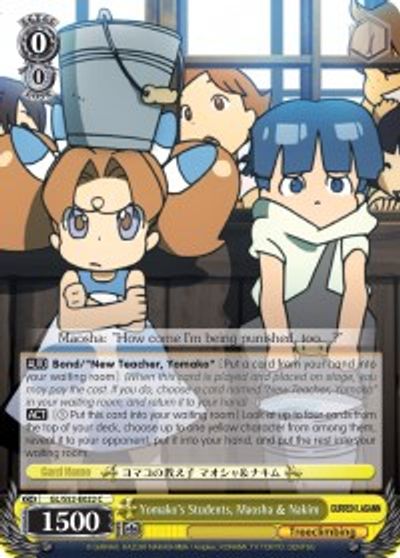 0
0
Maosha: "How come I'm being punished, too...?"
AUTO Bond/"New Teacher, Yomako" [Put a card from your hand into
your waiting room] (When this card is played and placed on stage, you
may pay the cost. If you do, choose a card named "New Teacher, Yomako"
in your waiting room, and return it to your hand)
ACT [① Put this card into your waiting room] Look at up to four cards
from the top of your deck, choose up to one yellow character from among
them, reveal it to your opponent, put it into your hand, and put the rest into your
waiting room.
Card Name
ヨマコの教え子 マオシャ&ナキム
GL/S52-E022 C
Yomako's Students, Maosha & Nakim
GURREN LAGANN
1500
Treeclimbing